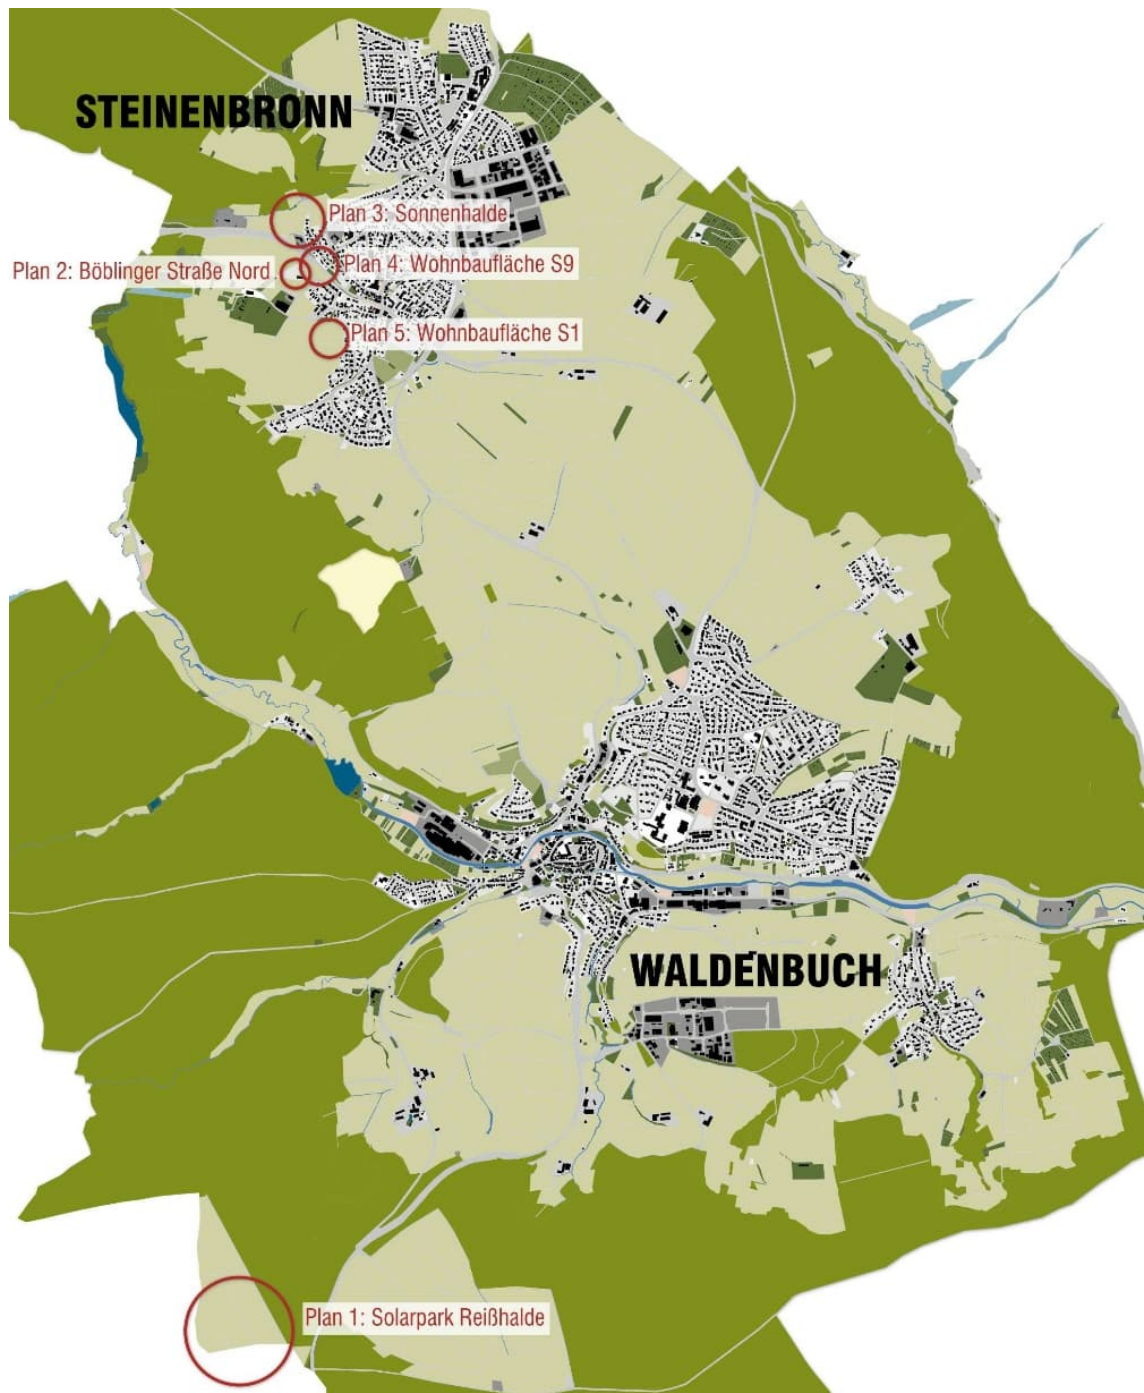 STEINENBRONN
Plan 3: Sonnenhalde
Plan 4: Wohnbaufläche S9
Plan 2: Böblinger Straße Nord
Plan 5: Wohnbaufläche S1
WALDENBUCH
Plan 1: Solarpark Reißhalde